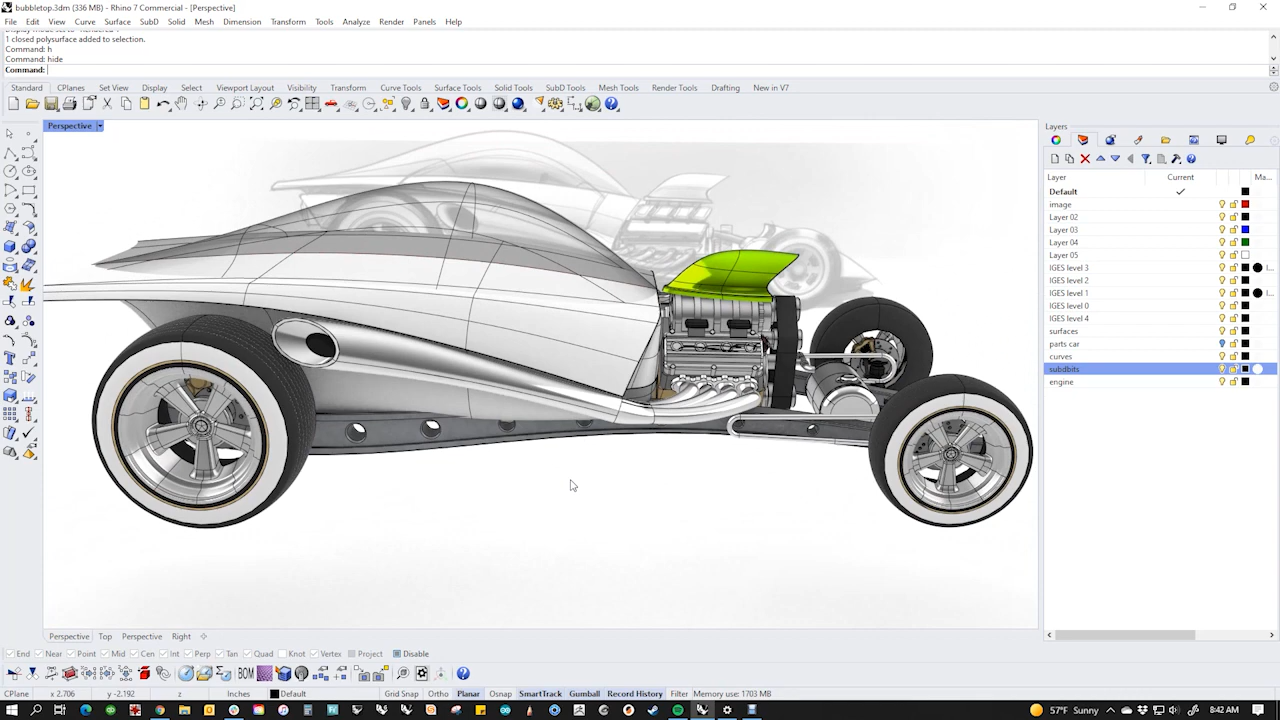 bubbletop.3dm (336 MB) - Rhino 7 Commercial - [Perspective]
File Edit View Curve Surface SubD Solid Mesh Dimension Transform Tools Analyze Render Panels Help
1 closed polysurface added to selection.
Command: h
Command: hide
Command:
Standard CPlanes Set View Display Select Viewport Layout Visibility Transform Curve Tools Surface Tools Solid Tools SubD Tools Mesh Tools Render Tools Drafting New in V7
Perspective
Layers
Layer Current Ma...
Default
image
Layer 02
Layer 03
Layer 04
Layer 05
IGES level 3
IGES level 2
IGES level 1
IGES level 0
IGES level 4
surfaces
parts car
curves
subdbits
engine
Perspective Top Perspective Right
End Near Point Mid Cen Int Perp Tan Quad Knot Vertex Project Disable
BOM
CPlane x 2.706 y -2.192 z Inches Default Grid Snap Ortho Planar Osnap SmartTrack Gumball Record History Filter Memory use: 1703 MB
57°F Sunny 8:42 AM